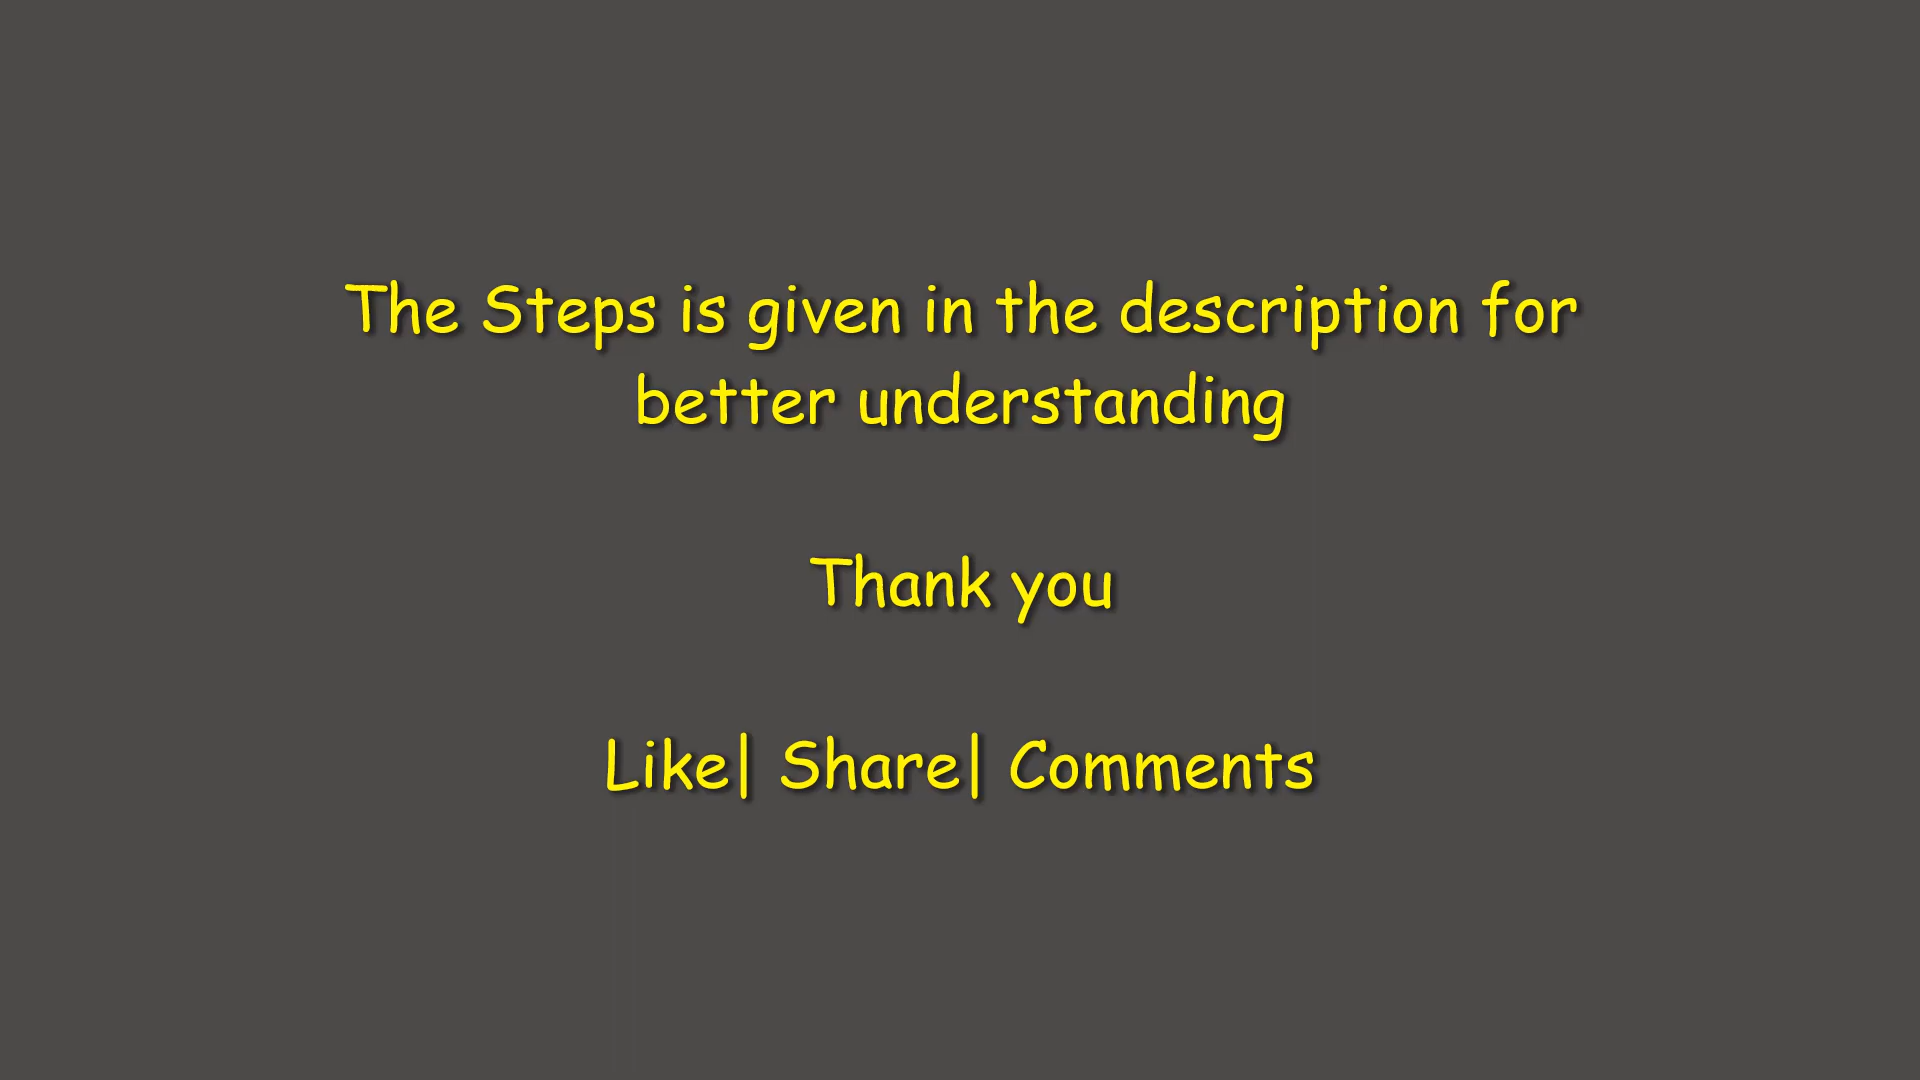 The Steps is given in the description for
better understanding
Thank you
Like| Share| Comments